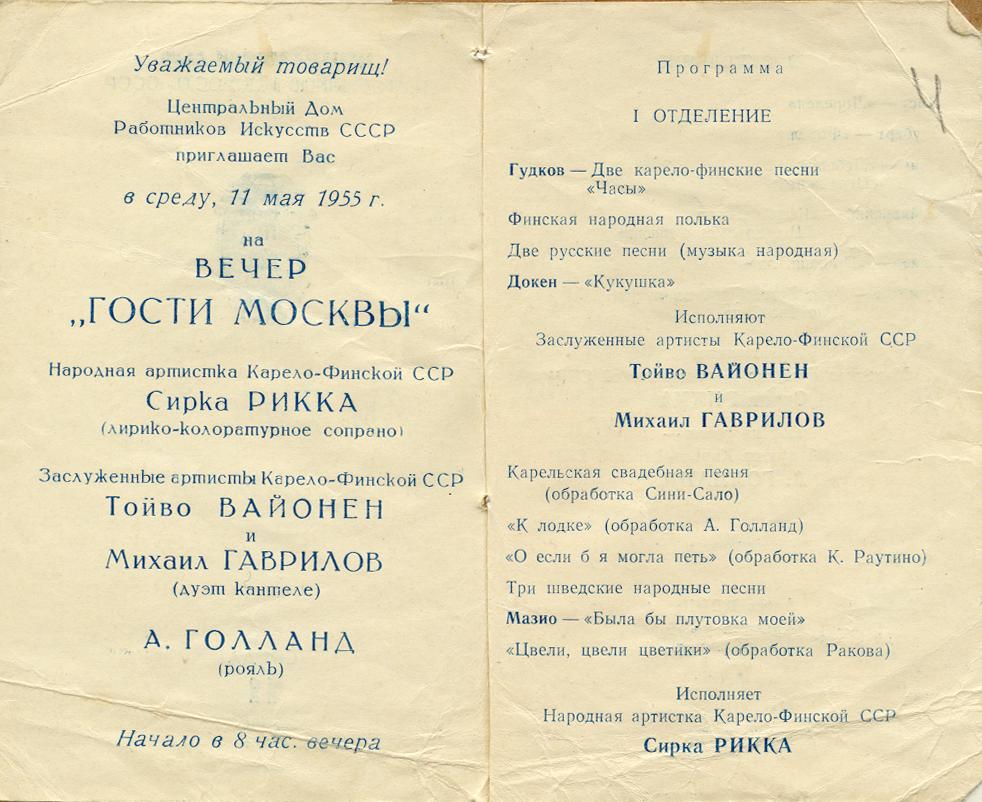 Уважаемый товарищ!
Центральный Дом
Работников Искусств СССР
приглашает Вас
в среду, 11 мая 1955 г.
на
ВЕЧЕР
„ГОСТИ МОСКВЫ“
Народная артистка Карело-Финской ССР
Сирка РИККА
(лирико-колоратурное сопрано)
Заслуженные артисты Карело-Финской ССР
Тойво ВАЙОНЕН
и
Михаил ГАВРИЛОВ
(дуэт кантеле)
А. ГОЛЛАНД
(рояль)
Начало в 8 час. вечера
4
Программа
I ОТДЕЛЕНИЕ
Гудков — Две карело-финские песни
«Часы»
Финская народная полька
Две русские песни (музыка народная)
Докен — «Кукушка»
Исполняют
Заслуженные артисты Карело-Финской ССР
Тойво ВАЙОНЕН
и
Михаил ГАВРИЛОВ
Карельская свадебная песня
(обработка Сини-Сало)
«К лодке» (обработка А. Голланд)
«О если б я могла петь» (обработка К. Раутино)
Три шведские народные песни
Мазио — «Была бы плутовка моей»
«Цвели, цвели цветики» (обработка Ракова)
Исполняет
Народная артистка Карело-Финской ССР
Сирка РИККА